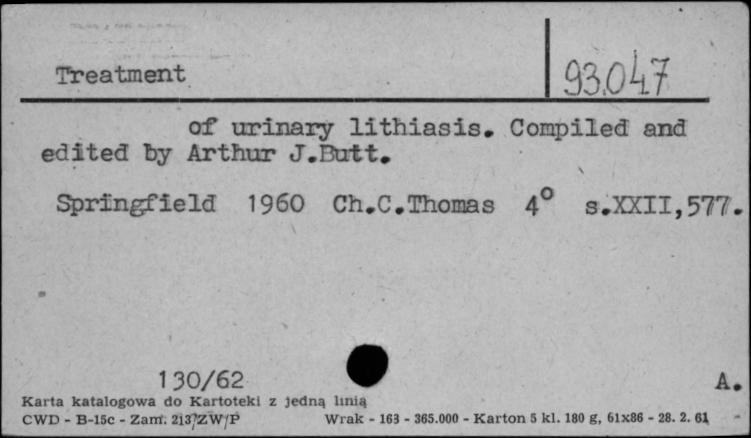 Treatment
93.047
of urinary lithiasis. Compiled and
edited by Arthur J.Butt.
Springfield 1960 Ch.C.Thomas 4° s.XXII,577.
130/62
A.
Karta katalogowa do Kartoteki z jedną linią
CWD - B-15c - Zam. 213/ZW/P Wrak - 163 - 365.000 - Karton 5 kl. 180 g, 61x86 - 28. 2. 61